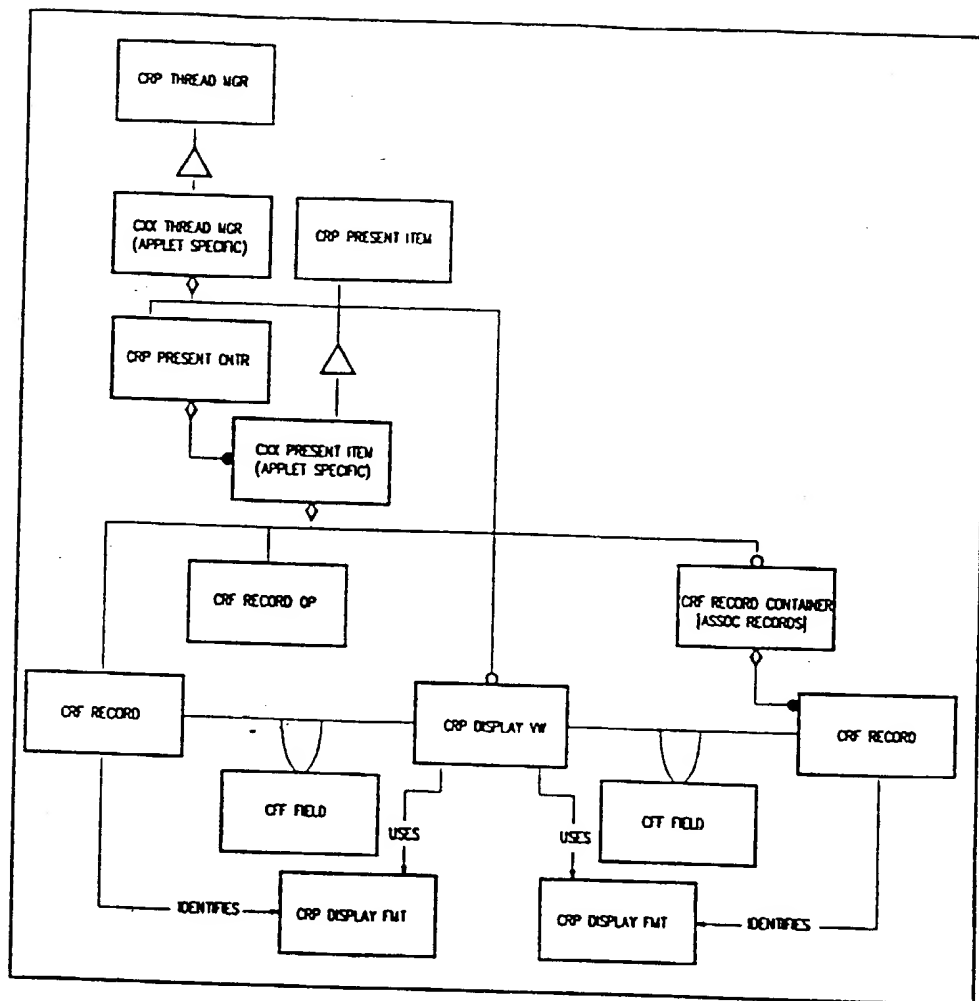 CRP THREAD MGR
CXX THREAD MGR
(APPLET SPECIFIC)
CRP PRESENT ITEM
CRP PRESENT CNTR
CXX PRESENT ITEM
(APPLET SPECIFIC)
CRF RECORD OP
CRF RECORD CONTAINER
|ASSOC RECORDS|
CRF RECORD
CRP DISPLAY VW
CRF RECORD
CFF FIELD
CFF FIELD
USES
USES
IDENTIFIES
CRP DISPLAY FMT
CRP DISPLAY FMT
IDENTIFIES